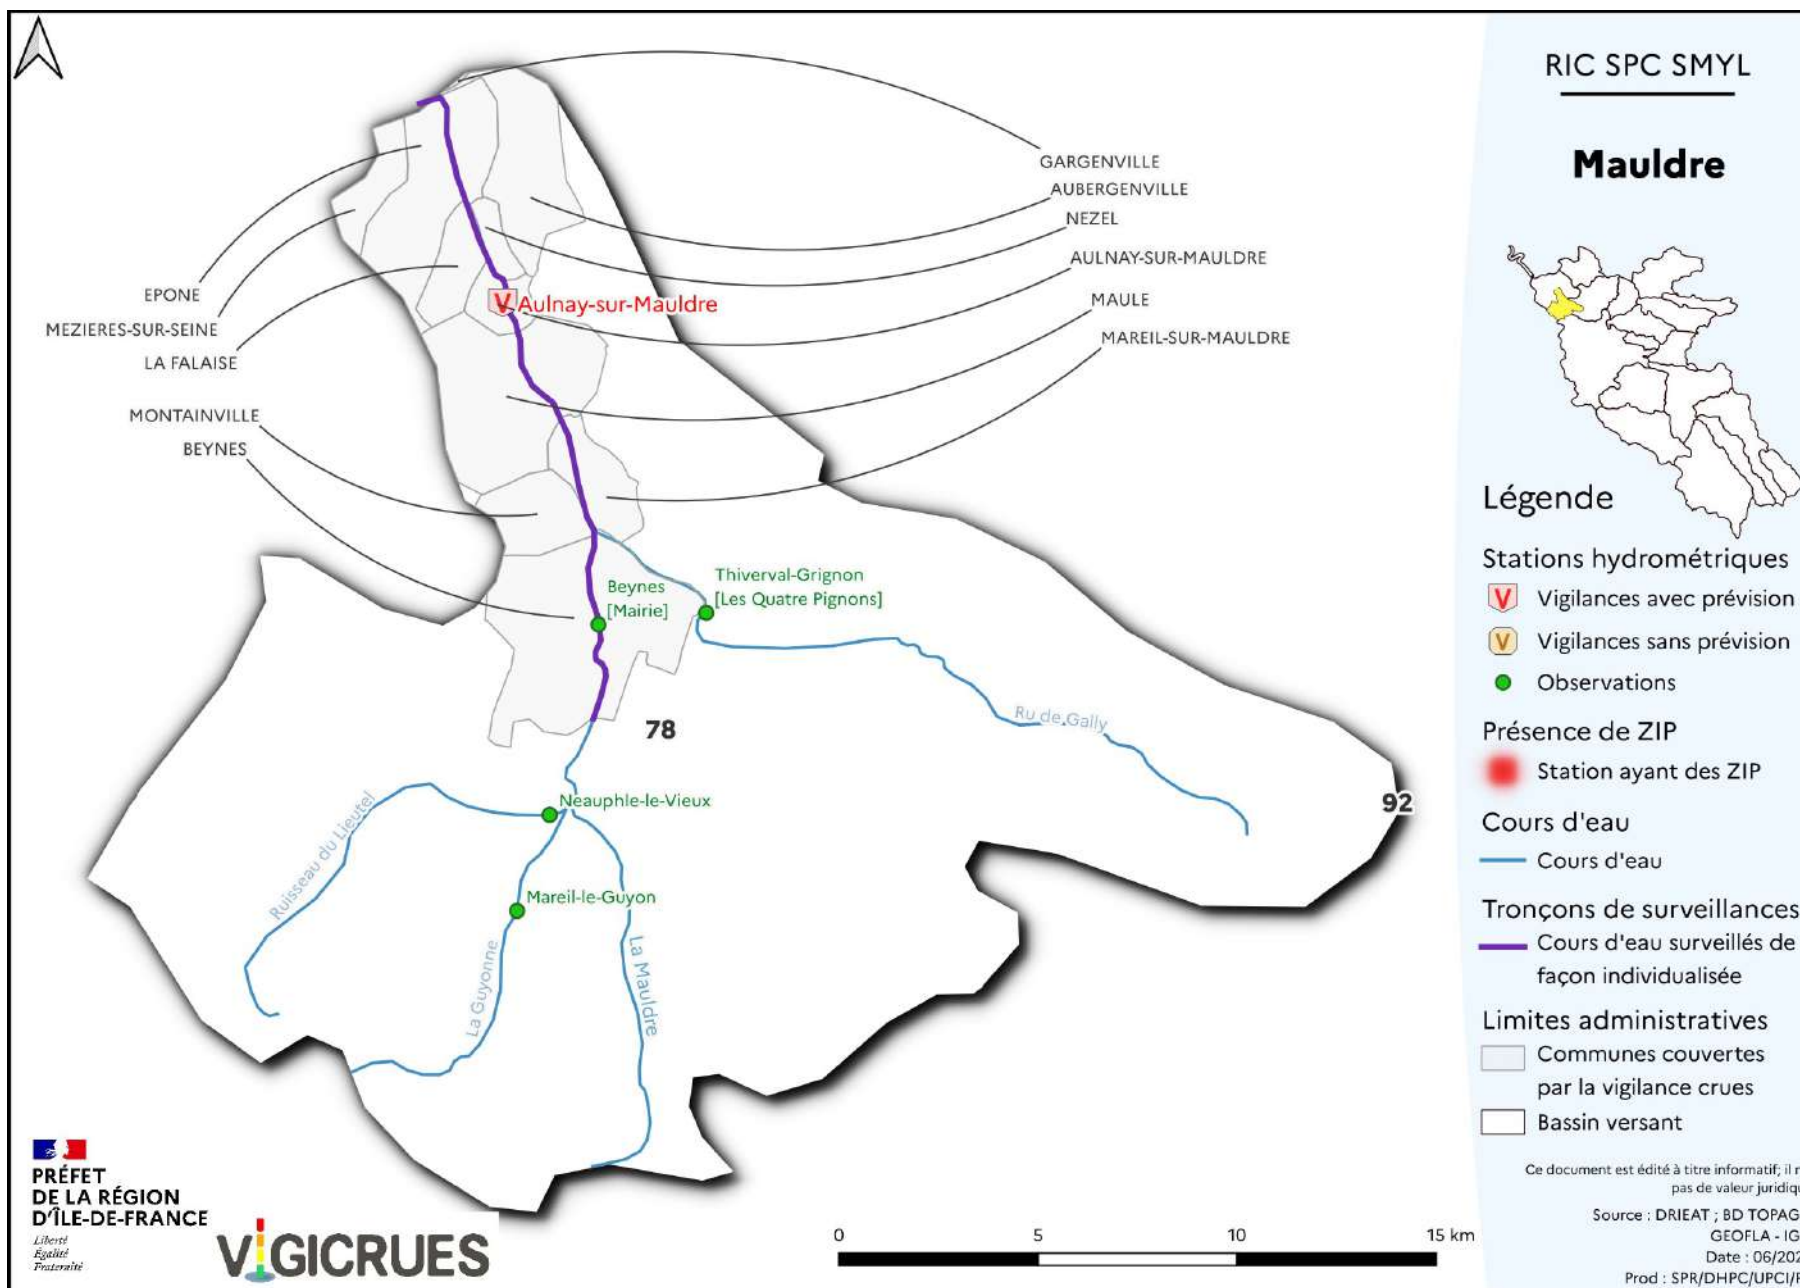 GARGENVILLE
AUBERGENVILLE
NEZEL
AULNAY-SUR-MAULDRE
MAULE
MAREIL-SUR-MAULDRE
EPONE
MEZIERES-SUR-SEINE
LA FALAISE
MONTAINVILLE
BEYNES
V Aulnay-sur-Mauldre
Beynes
[Mairie]
Thiverval-Grignon
[Les Quatre Pignons]
78
Ru de Gally
92
Neauphle-le-Vieux
Ruisseau du Lieutel
Mareil-le-Guyon
La Guyonne
La Mauldre
PRÉFET
DE LA RÉGION
D'ÎLE-DE-FRANCE
Liberté
Égalité
Fraternité
VIGICRUES
0 5 10 15 km
RIC SPC SMYL
Mauldre
Légende
Stations hydrométriques
V Vigilances avec prévision
V Vigilances sans prévision
Observations
Présence de ZIP
Station ayant des ZIP
Cours d'eau
Cours d'eau
Tronçons de surveillances
Cours d'eau surveillés de
façon individualisée
Limites administratives
Communes couvertes
par la vigilance crues
Bassin versant
Ce document est édité à titre informatif; il
pas de valeur juridiqu
Source : DRIEAT ; BD TOPAG
GEOFLA - IG
Date : 06/202
Prod : SPR/DHPC/UPCI/